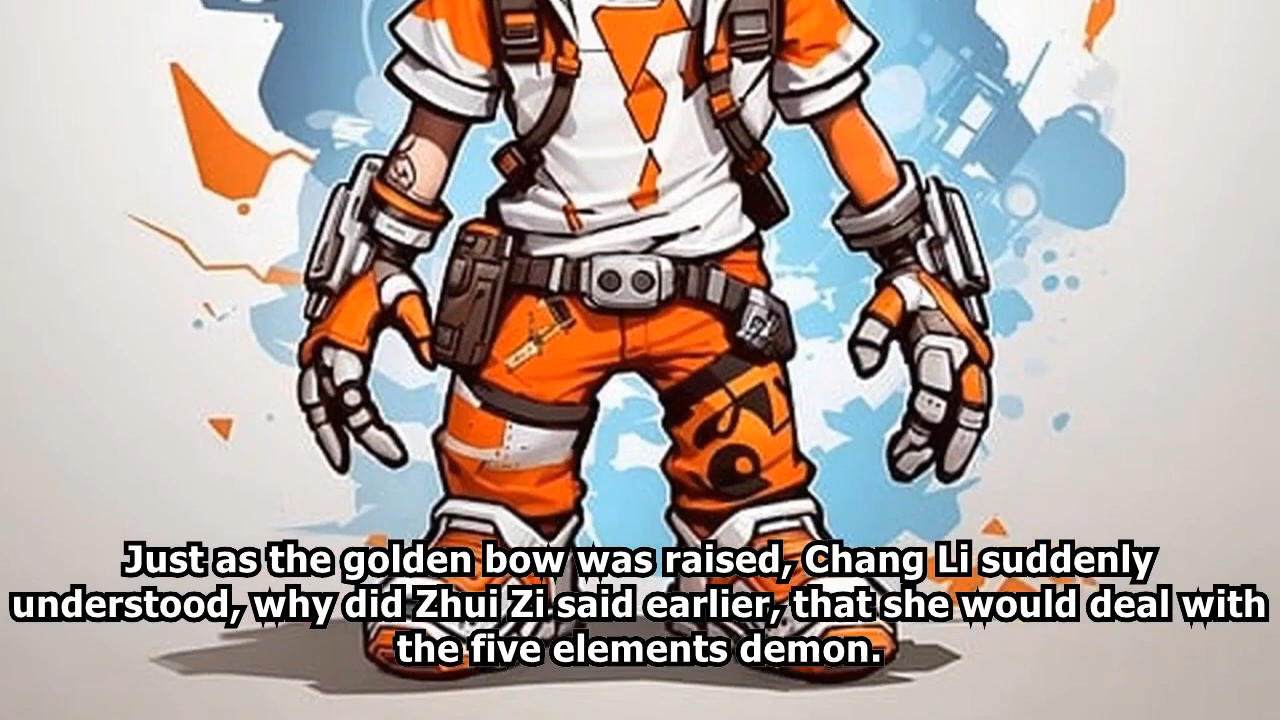 Just as the golden bow was raised, Chang Li suddenly
understood, why did Zhui Zi said earlier, that she would deal with
the five elements demon.